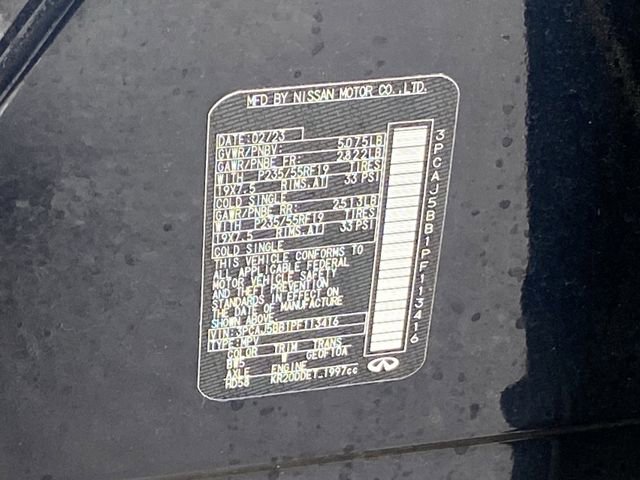 MFD BY NISSAN MOTOR CO.,LTD.
DATE:02/23
GVWR/PNBV: 5075LB
GAWR/PNBE FR: 2822LB
WITH P235/55RF19 TIRES
19X7.5 RIMS.AT 33 PSI
COLD SINGLE
GAWR/PNBE RR: 2513LB
WITH P235/55RF19 TIRES
19X7.5 RIMS.AT 33 PSI
COLD SINGLE
THIS VEHICLE CONFORMS TO
ALL APPLICABLE FEDERAL
MOTOR VEHICLE SAFETY
AND THEFT PREVENTION
STANDARDS IN EFFECT ON
THE DATE OF MANUFACTURE
SHOWN ABOVE.
VIN:3PCAJ5BB1PF113416
TYPE:MPV
COLOR TRIM TRANS
BW5 W GE0F10A
AXLE ENGINE
RD58 KR20DDET 1997cc
3PCAJ5BB1PF113416